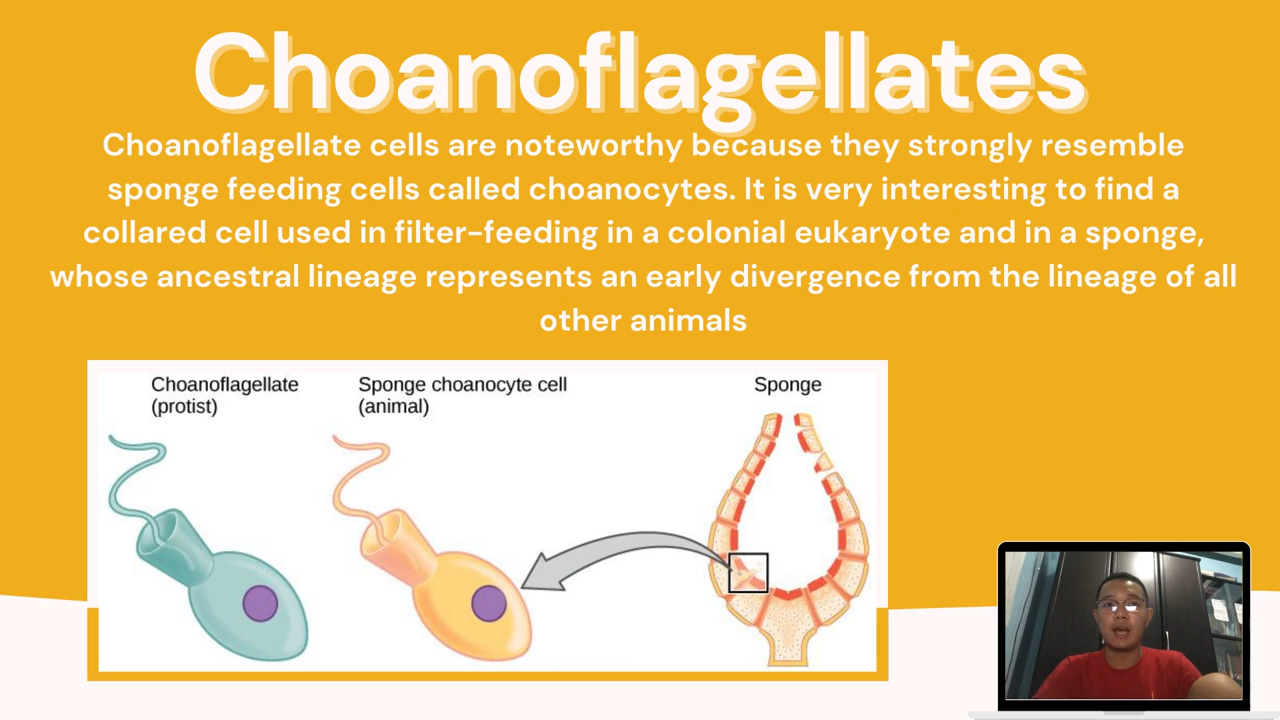 Choanoflagellates
Choanoflagellate cells are noteworthy because they strongly resemble
sponge feeding cells called choanocytes. It is very interesting to find a
collared cell used in filter-feeding in a colonial eukaryote and in a sponge,
whose ancestral lineage represents an early divergence from the lineage of all
other animals
Choanoflagellate
(protist)
Sponge choanocyte cell
(animal)
Sponge